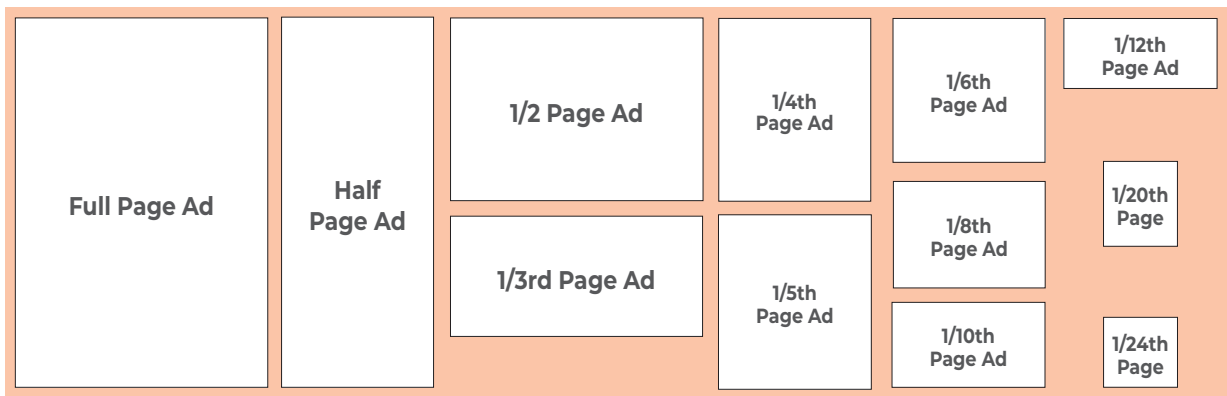 Full Page Ad
Half
Page Ad
1/2 Page Ad
1/3rd Page Ad
1/4th
Page Ad
1/5th
Page Ad
1/6th
Page Ad
1/8th
Page Ad
1/10th
Page Ad
1/12th
Page Ad
1/20th
Page
1/24th
Page